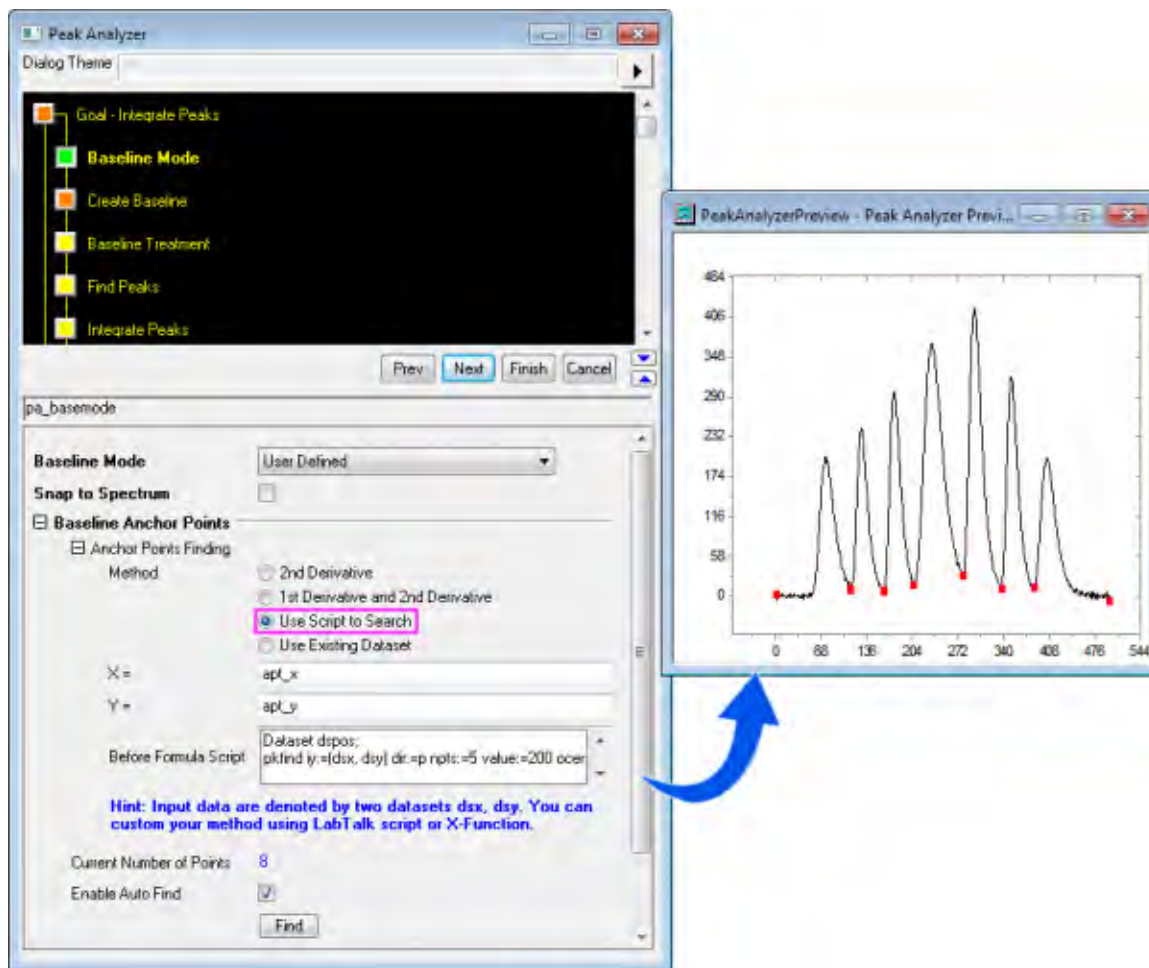 Peak Analyzer
Dialog Theme
Goal - Integrate Peaks
Baseline Mode
Create Baseline
Baseline Treatment
Find Peaks
Integrate Peaks
Prev Next Finish Cancel
pa_basemode
Baseline Mode User Defined
Snap to Spectrum
Baseline Anchor Points
Anchor Points Finding
Method 2nd Derivative
1st Derivative and 2nd Derivative
Use Script to Search
Use Existing Dataset
X = apt_x
Y = apt_y
Before Formula Script Dataset dspos;
pkfind iy:=(dsx, dsy) dir:=p npts:=5 value:=200 ocen
Hint: Input data are denoted by two datasets dsx, dsy. You can
custom your method using LabTalk script or X-Function.
Current Number of Points 8
Enable Auto Find
Find
PeakAnalyzerPreview - Peak Analyzer Previ...
464
406
348
290
232
174
116
58
0
0 68 136 204 272 340 408 476 544